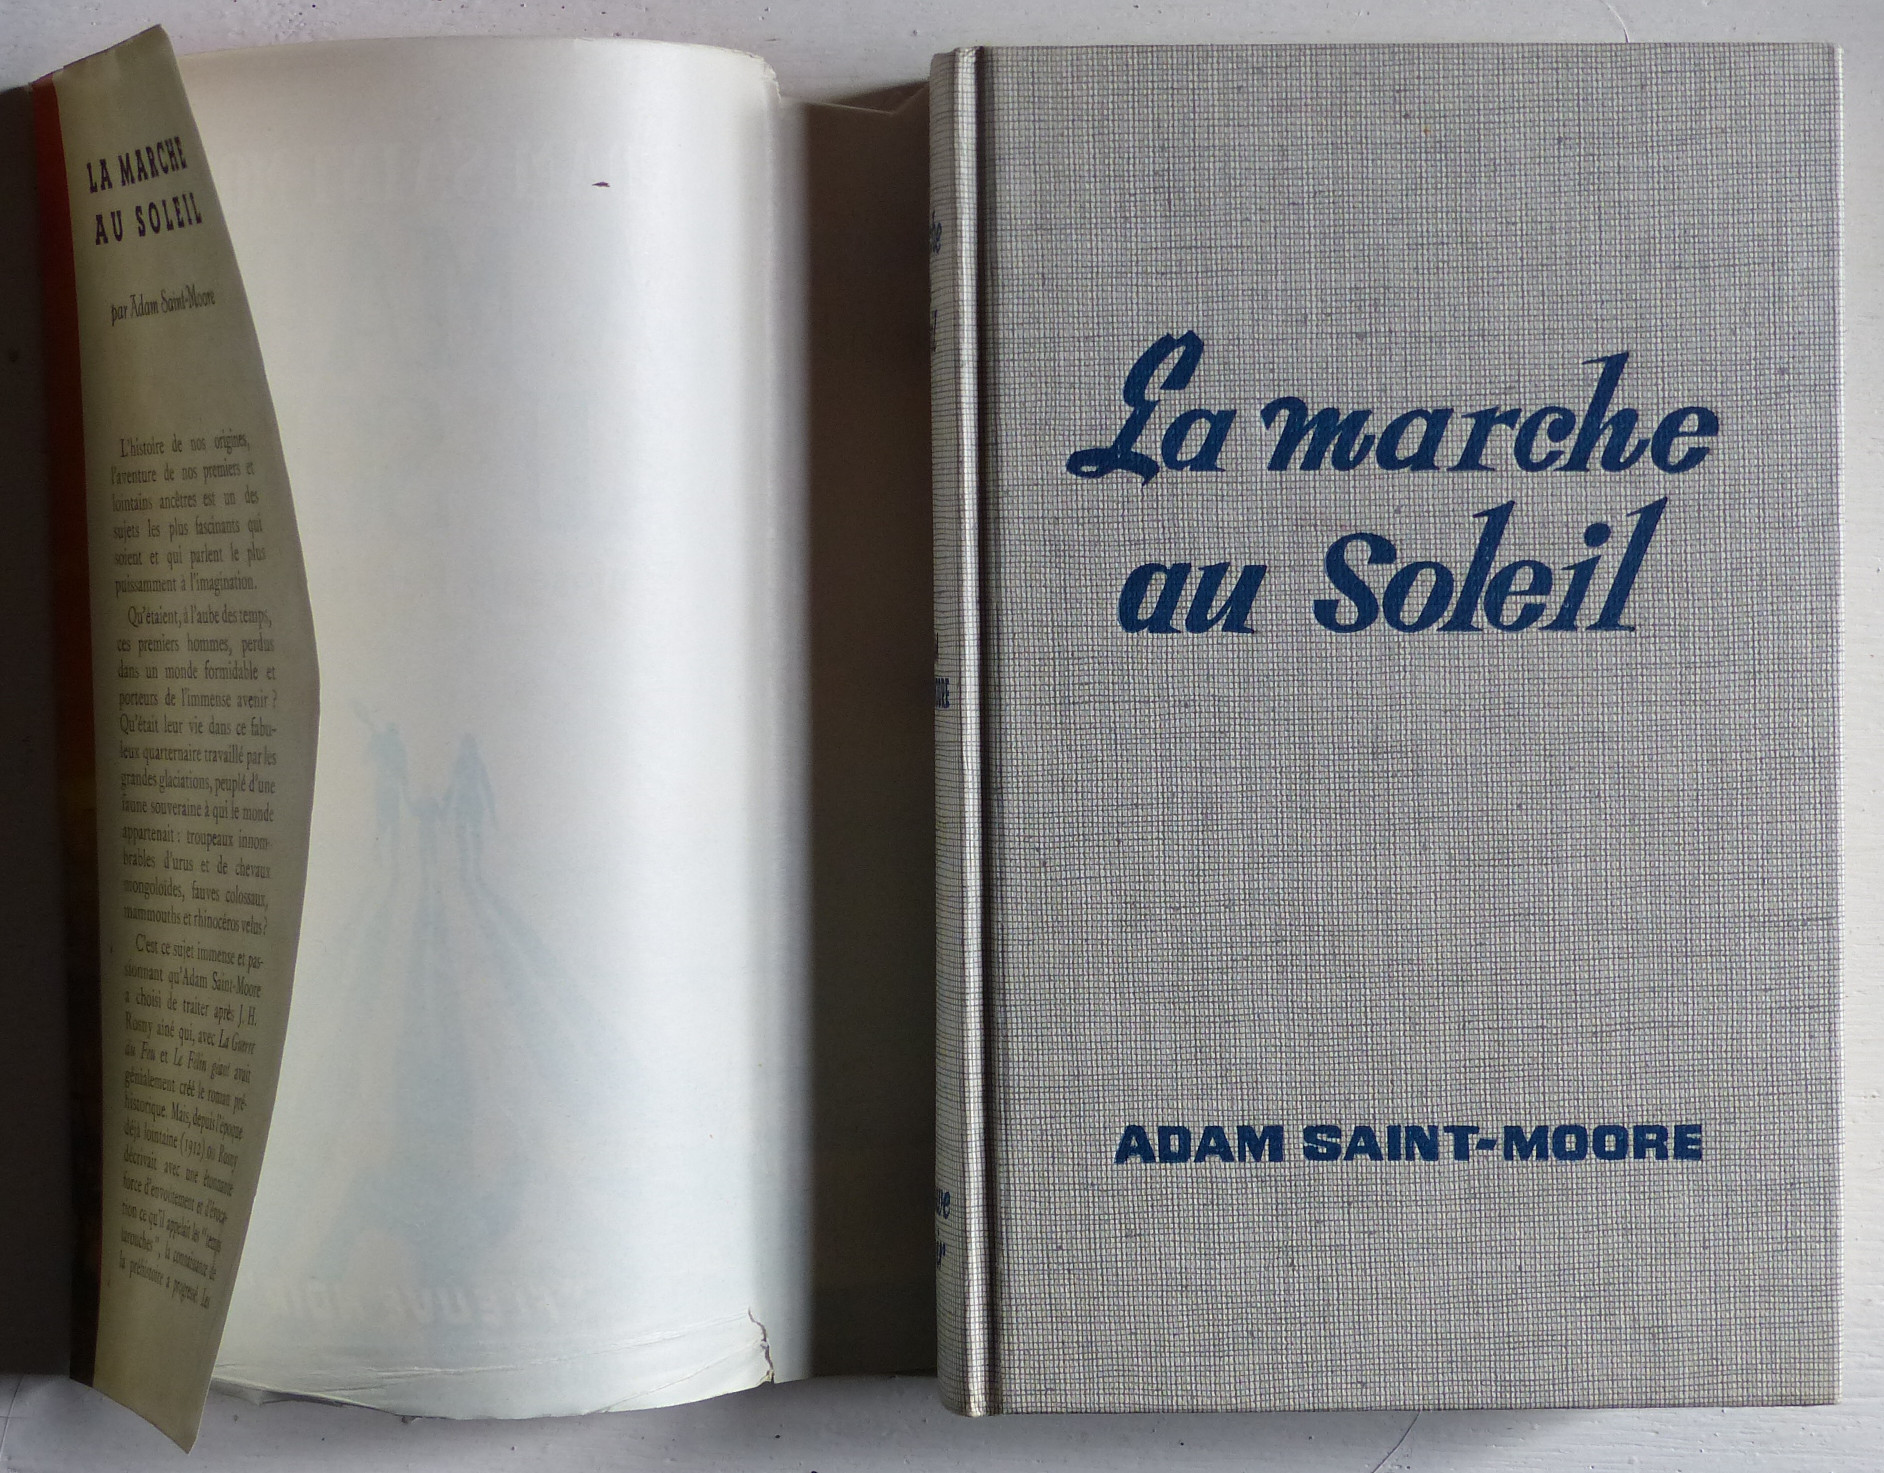 LA MARCHE
AU SOLEIL
par Adam Saint-Moore
L'histoire de nos origines,
l'aventure de nos premiers et
lointains ancêtres est un des
sujets les plus fascinants qui
soient et qui parlent le plus
puissamment à l'imagination.
Qu'étaient, à l'aube des temps,
ces premiers hommes, perdus
dans un monde formidable et
porteurs de l'immense avenir ?
Qu'était leur vie dans ce fabu-
leux quarternaire travaillé par les
grandes glaciations, peuplé d'une
faune souveraine à qui le monde
appartenait : troupeaux innom-
brables d'urus et de chevaux
mongoloïdes, fauves colossaux,
mammouths et rhinocéros velus ?
C'est ce sujet immense et pas-
sionnant qu'Adam Saint-Moore
a choisi de traiter après J. H.
Rosny aîné qui, avec La Guerre
du Feu et Le Félin géant avait
génialement créé le roman pré-
historique. Mais, depuis l'époque
déjà lointaine (1912) où Rosny
décrivait avec une étonnante
force d'envoûtement et d'évoca-
tion ce qu'il appelait les "temps
farouches", la connaissance de
la préhistoire a progressé. Les
La marche
au Soleil
ADAM SAINT-MOORE